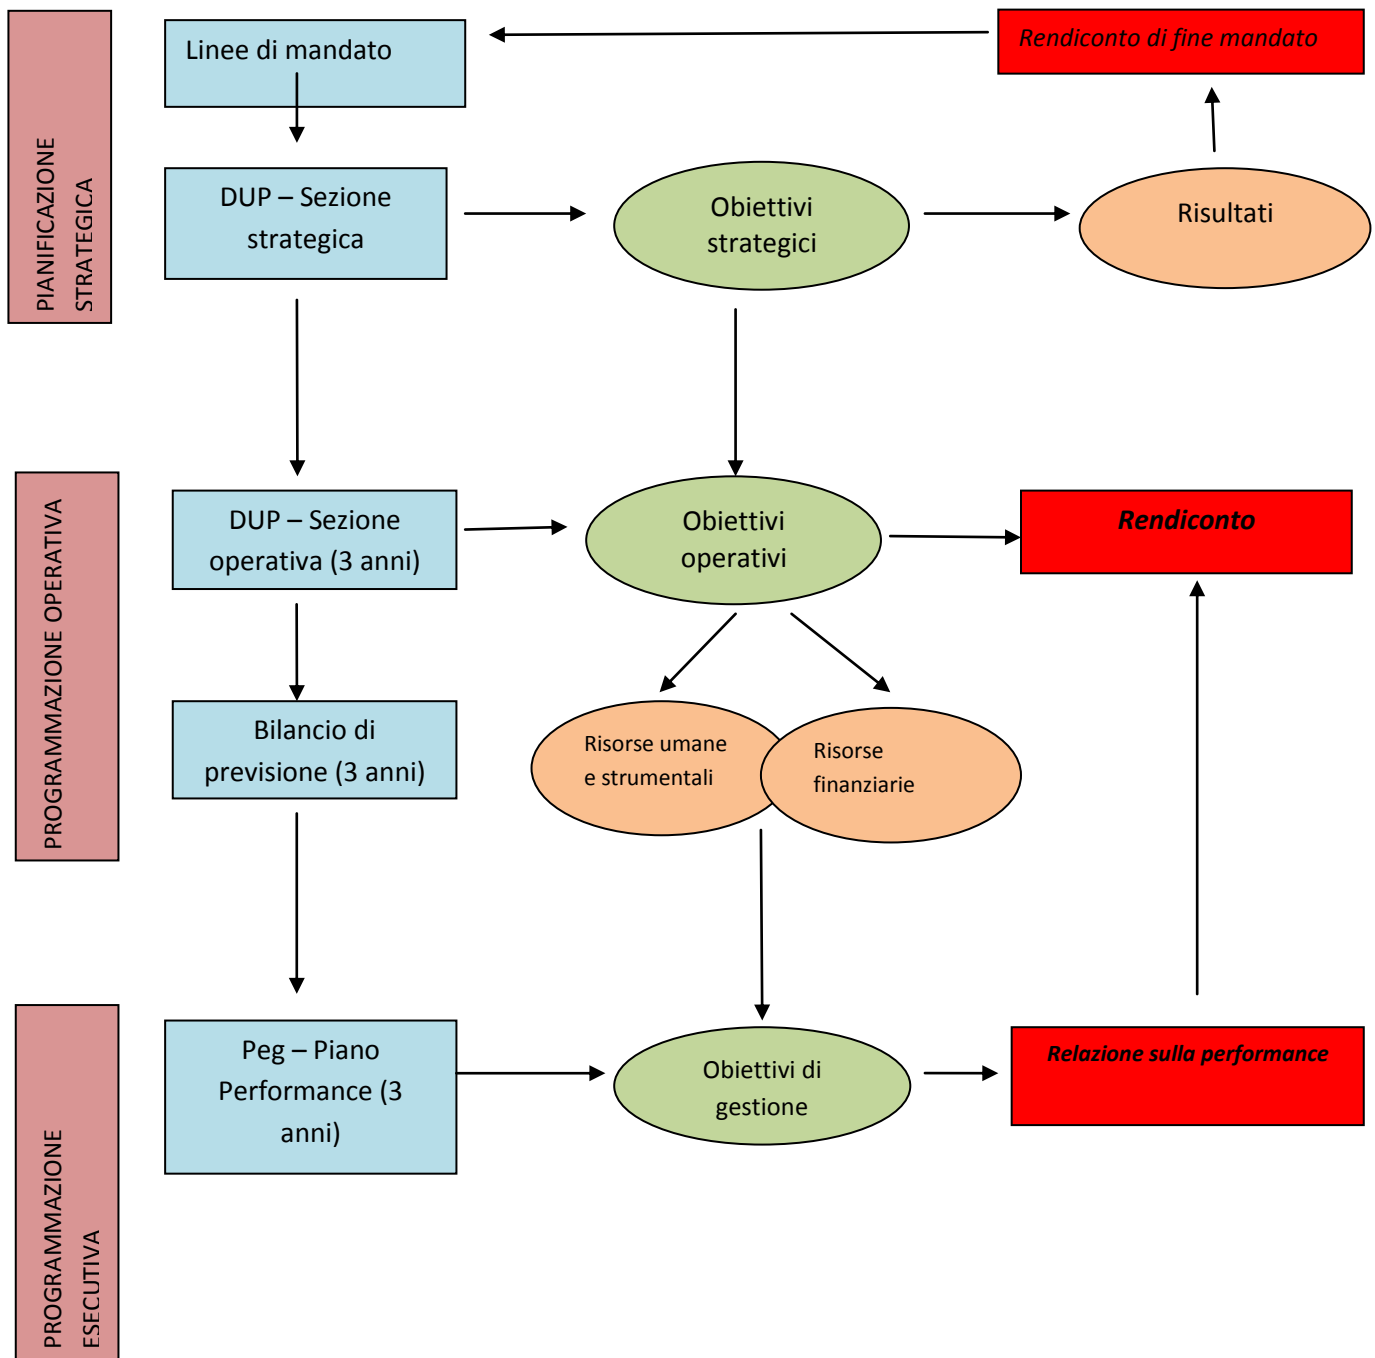 PIANIFICAZIONE
STRATEGICA
Linee di mandato
Rendiconto di fine mandato
DUP – Sezione
strategica
Obiettivi
strategici
Risultati
PROGRAMMAZIONE OPERATIVA
DUP – Sezione
operativa (3 anni)
Obiettivi
operativi
Rendiconto
Bilancio di
previsione (3 anni)
Risorse umane
e strumentali
Risorse
finanziarie
PROGRAMMAZIONE
ESECUTIVA
Peg – Piano
Performance (3
anni)
Obiettivi di
gestione
Relazione sulla performance